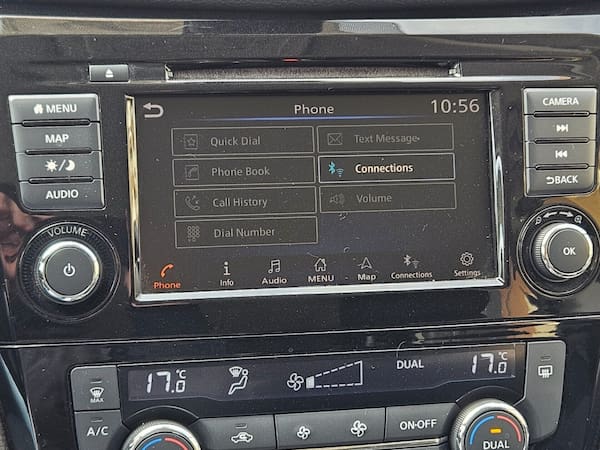 Phone 10:56
MENU
CAMERA
MAP
Quick Dial
Text Message
Phone Book
Connections
AUDIO
Call History
Volume
BACK
Dial Number
VOLUME
OK
Phone
Info
Audio
MENU
Map
Connections
Settings
17.0 °C
DUAL
17.0 °C
MAX
A/C
ON·OFF
DUAL